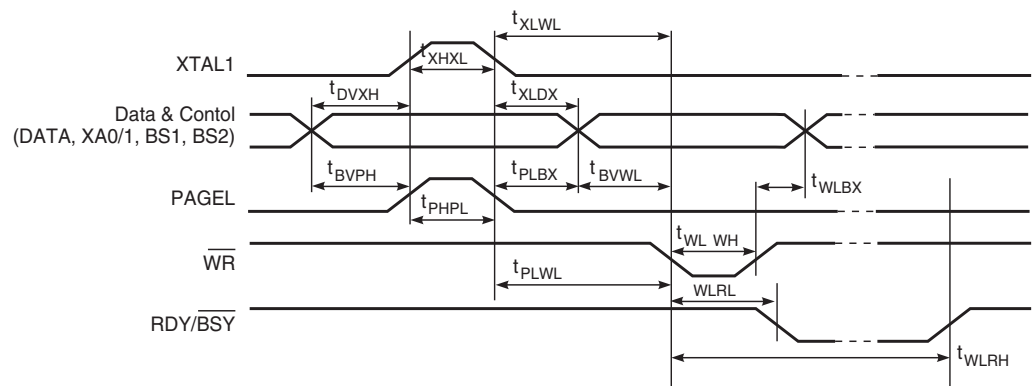 tXLWL
XTAL1
tXHXL
tDVXH
tXLDX
Data & Contol
(DATA, XA0/1, BS1, BS2)
tBVPH
tPLBX
tBVWL
tWLBX
PAGEL
tPHPL
WR
tWL WH
tPLWL
WLRL
RDY/BSY
tWLRH